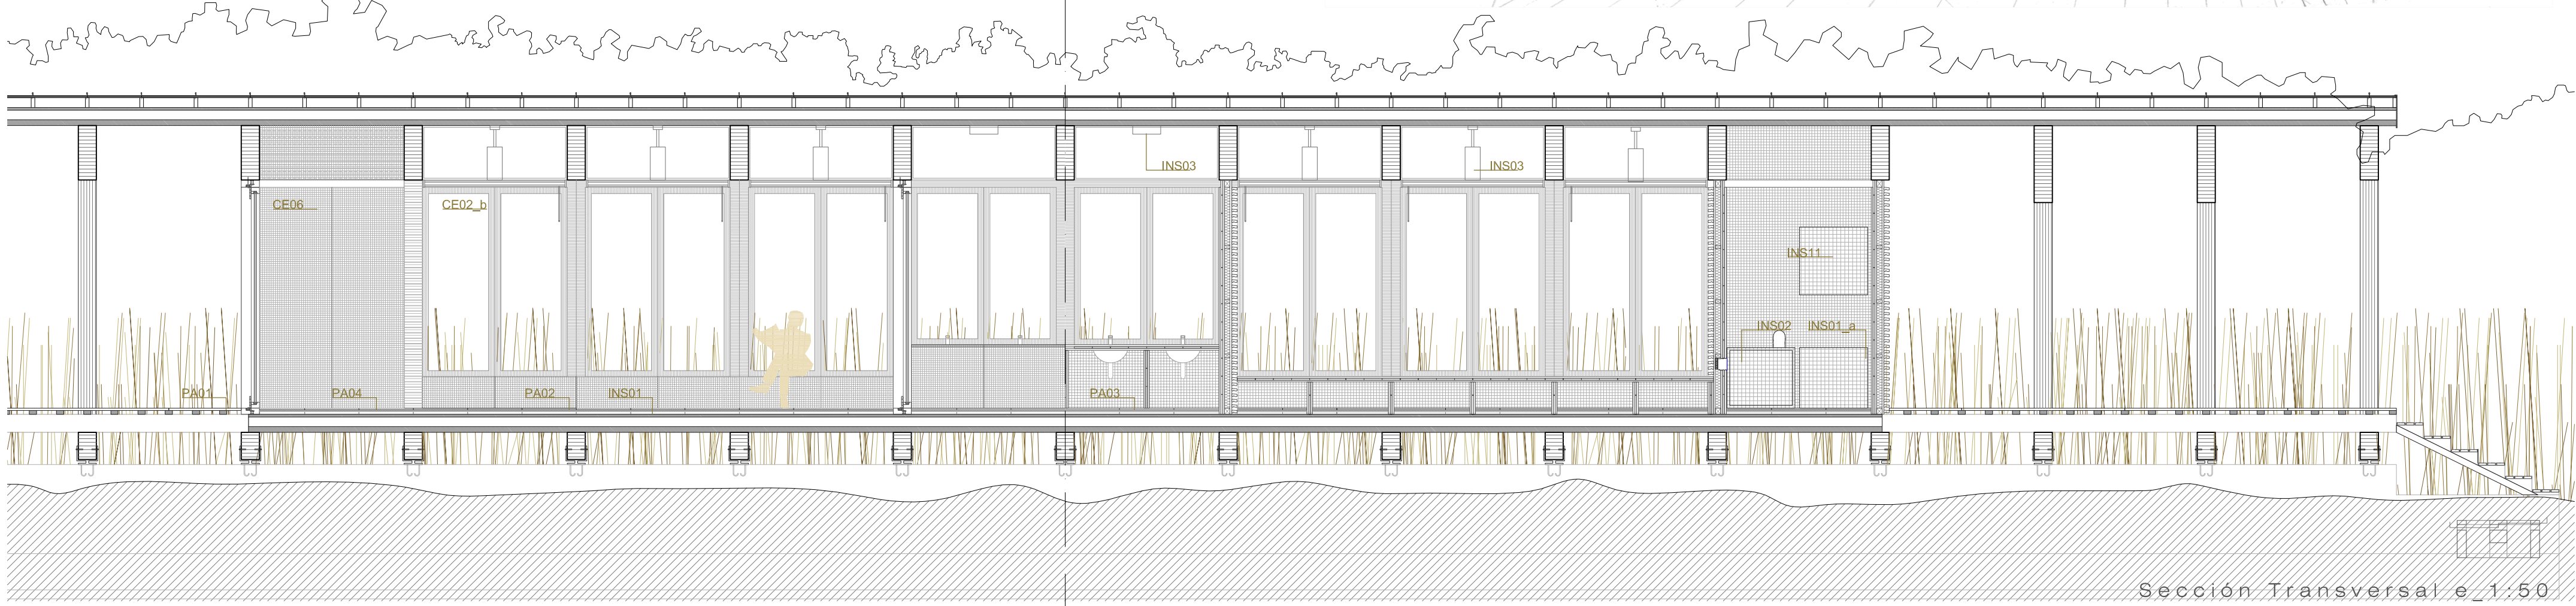 INS03
INS03
CE06
CE02_b
INS11
INS02
INS01_a
PA01
PA04
PA02
INS01
PA03
Sección Transversal e_1:50